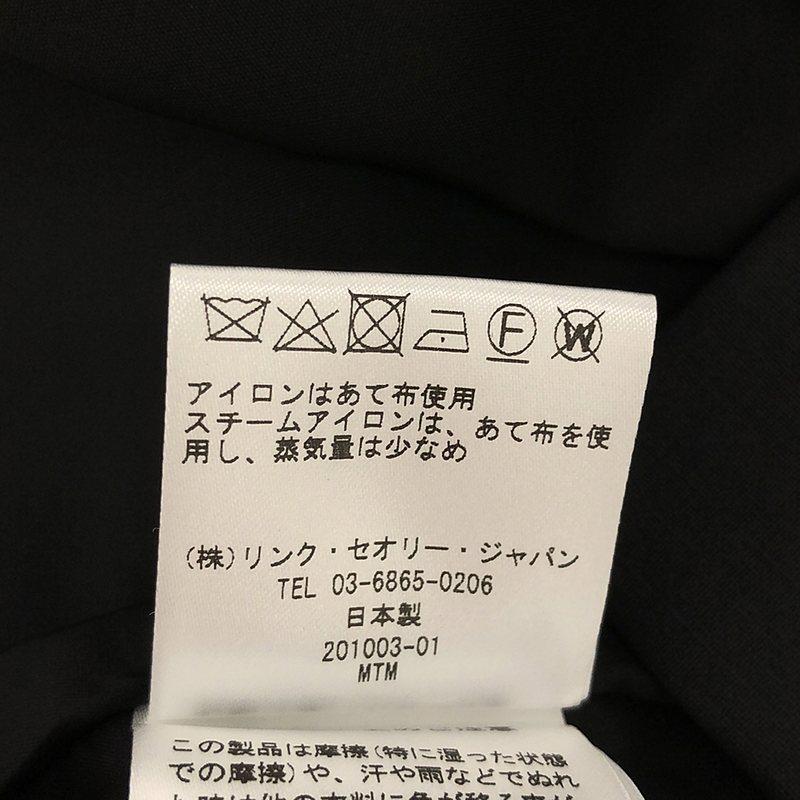 F W
アイロンはあて布使用
スチームアイロンは、あて布を使
用し、蒸気量は少なめ
(株)リンク・セオリー・ジャパン
TEL 03-6865-0206
日本製
201003-01
MTM
この製品は摩擦(特に湿った状態
での摩擦)や、汗や雨などでぬれ